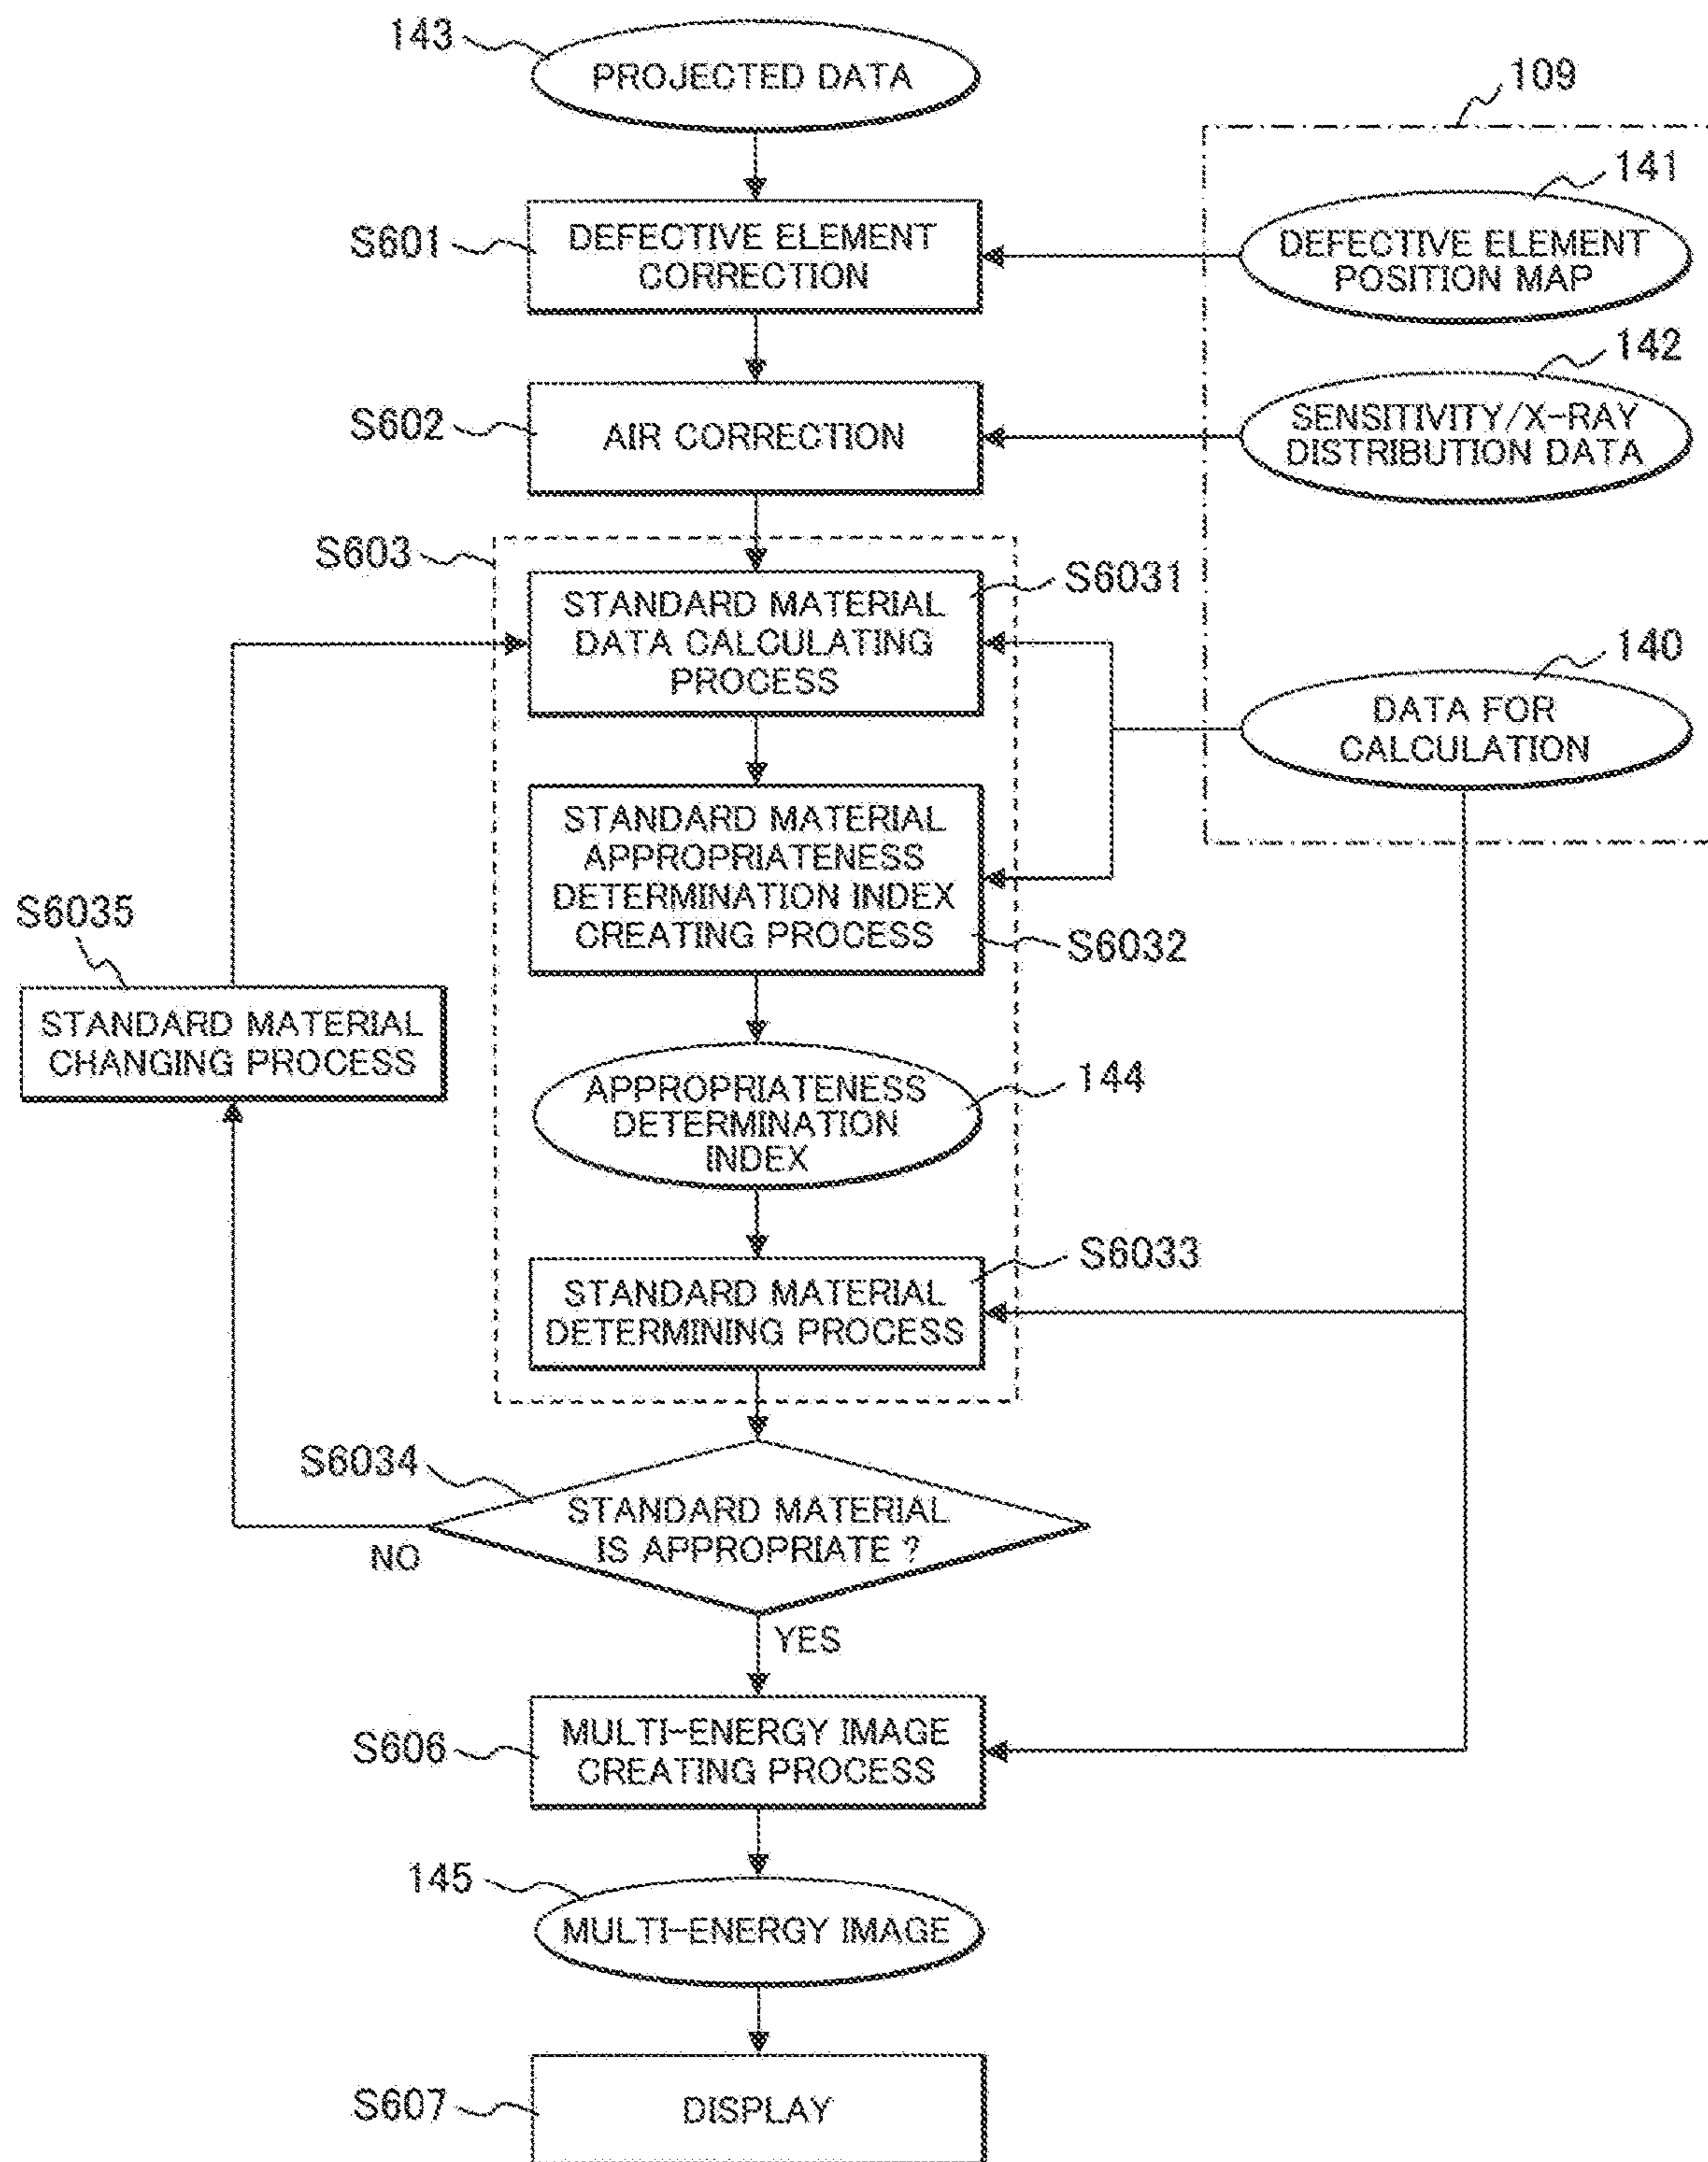 143
PROJECTED DATA
109
141
S601
DEFECTIVE ELEMENT
CORRECTION
DEFECTIVE ELEMENT
POSITION MAP
142
S602
AIR CORRECTION
SENSITIVITY/X-RAY
DISTRIBUTION DATA
S603
S6031
STANDARD MATERIAL
DATA CALCULATING
PROCESS
140
DATA FOR
CALCULATION
STANDARD MATERIAL
APPROPRIATENESS
DETERMINATION INDEX
CREATING PROCESS
S6032
S6035
STANDARD MATERIAL
CHANGING PROCESS
144
APPROPRIATENESS
DETERMINATION
INDEX
S6033
STANDARD MATERIAL
DETERMINING PROCESS
S6034
STANDARD MATERIAL
IS APPROPRIATE ?
NO
YES
S606
MULTI-ENERGY IMAGE
CREATING PROCESS
145
MULTI-ENERGY IMAGE
S607
DISPLAY